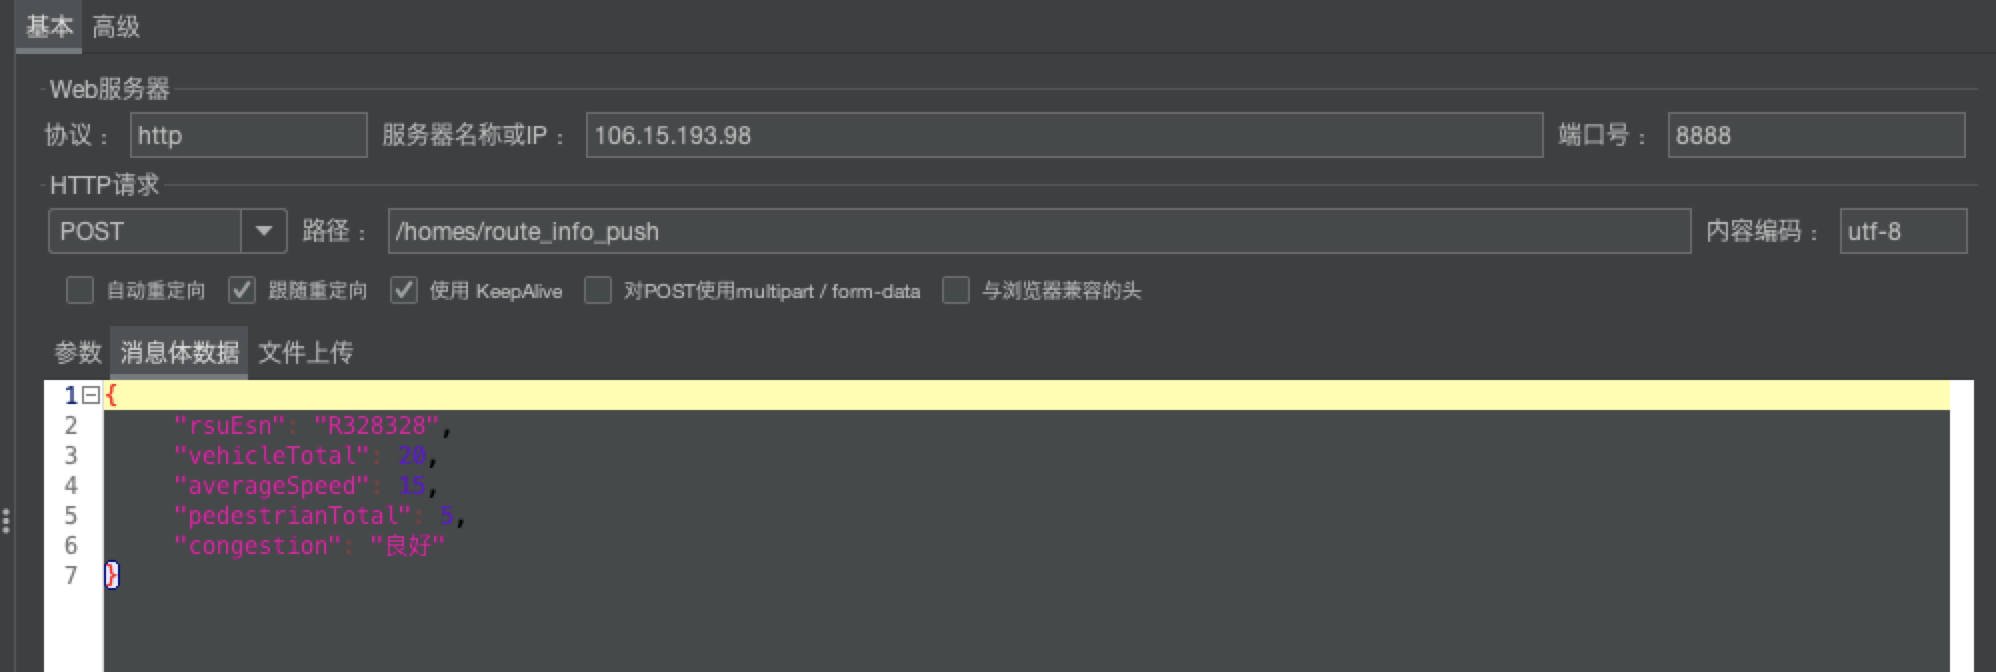 基本 高级
Web服务器
协议： http 服务器名称或IP： 106.15.193.98 端口号： 8888
HTTP请求
POST 路径： /homes/route_info_push 内容编码： utf-8
自动重定向 跟随重定向 使用 KeepAlive 对POST使用multipart / form-data 与浏览器兼容的头
参数 消息体数据 文件上传
1 {
2 "rsuEsn": "R328328",
3 "vehicleTotal": 20,
4 "averageSpeed": 15,
5 "pedestrianTotal": 5,
6 "congestion": "良好"
7 }